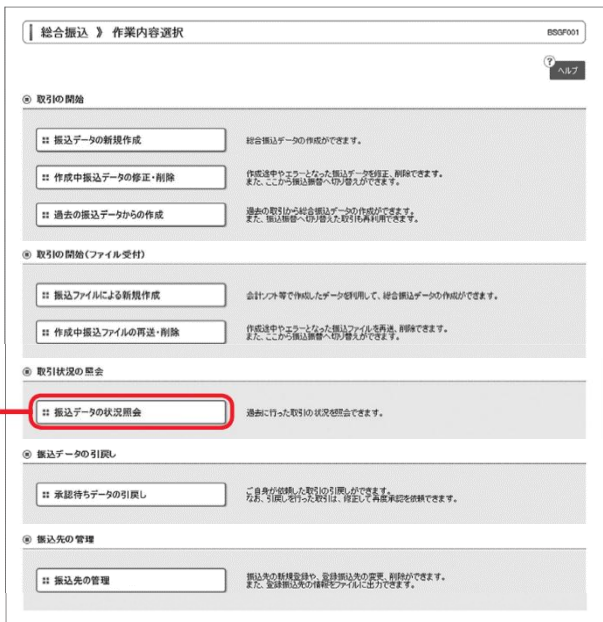 総合振込 》 作業内容選択
BSGF001
?
ヘルプ
取引の開始
振込データの新規作成
総合振込データの作成ができます。
作成中振込データの修正・削除
作成途中やエラーとなった振込データを修正、削除できます。
また、ここから振込振替へ切り替えができます。
過去の振込データからの作成
過去の取引から総合振込データの作成ができます。
また、振込振替へ切り替えた取引も再利用できます。
取引の開始(ファイル受付)
振込ファイルによる新規作成
会計ソフト等で作成したデータを利用して、総合振込データの作成ができます。
作成中振込ファイルの再送・削除
作成途中やエラーとなった振込ファイルを再送、削除できます。
また、ここから振込振替へ切り替えができます。
取引状況の照会
振込データの状況照会
過去に行った取引の状況を照会できます。
振込データの引戻し
承認待ちデータの引戻し
ご自身が依頼した取引の引戻しができます。
なお、引戻しを行った取引は、修正して再度承認を依頼できます。
振込先の管理
振込先の管理
振込先の新規登録や、登録振込先の変更、削除ができます。
また、登録振込先の情報をファイルに出力できます。